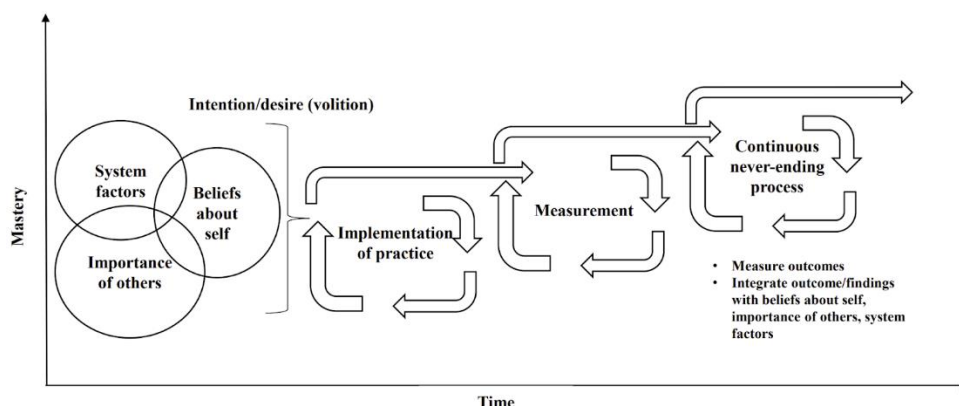 Mastery
Intention/desire (volition)
System
factors
Beliefs
about
self
Importance
of others
Implementation
of practice
Measurement
Continuous
never-ending
process
• Measure outcomes
• Integrate outcome/findings
with beliefs about self,
importance of others, system
factors
Time